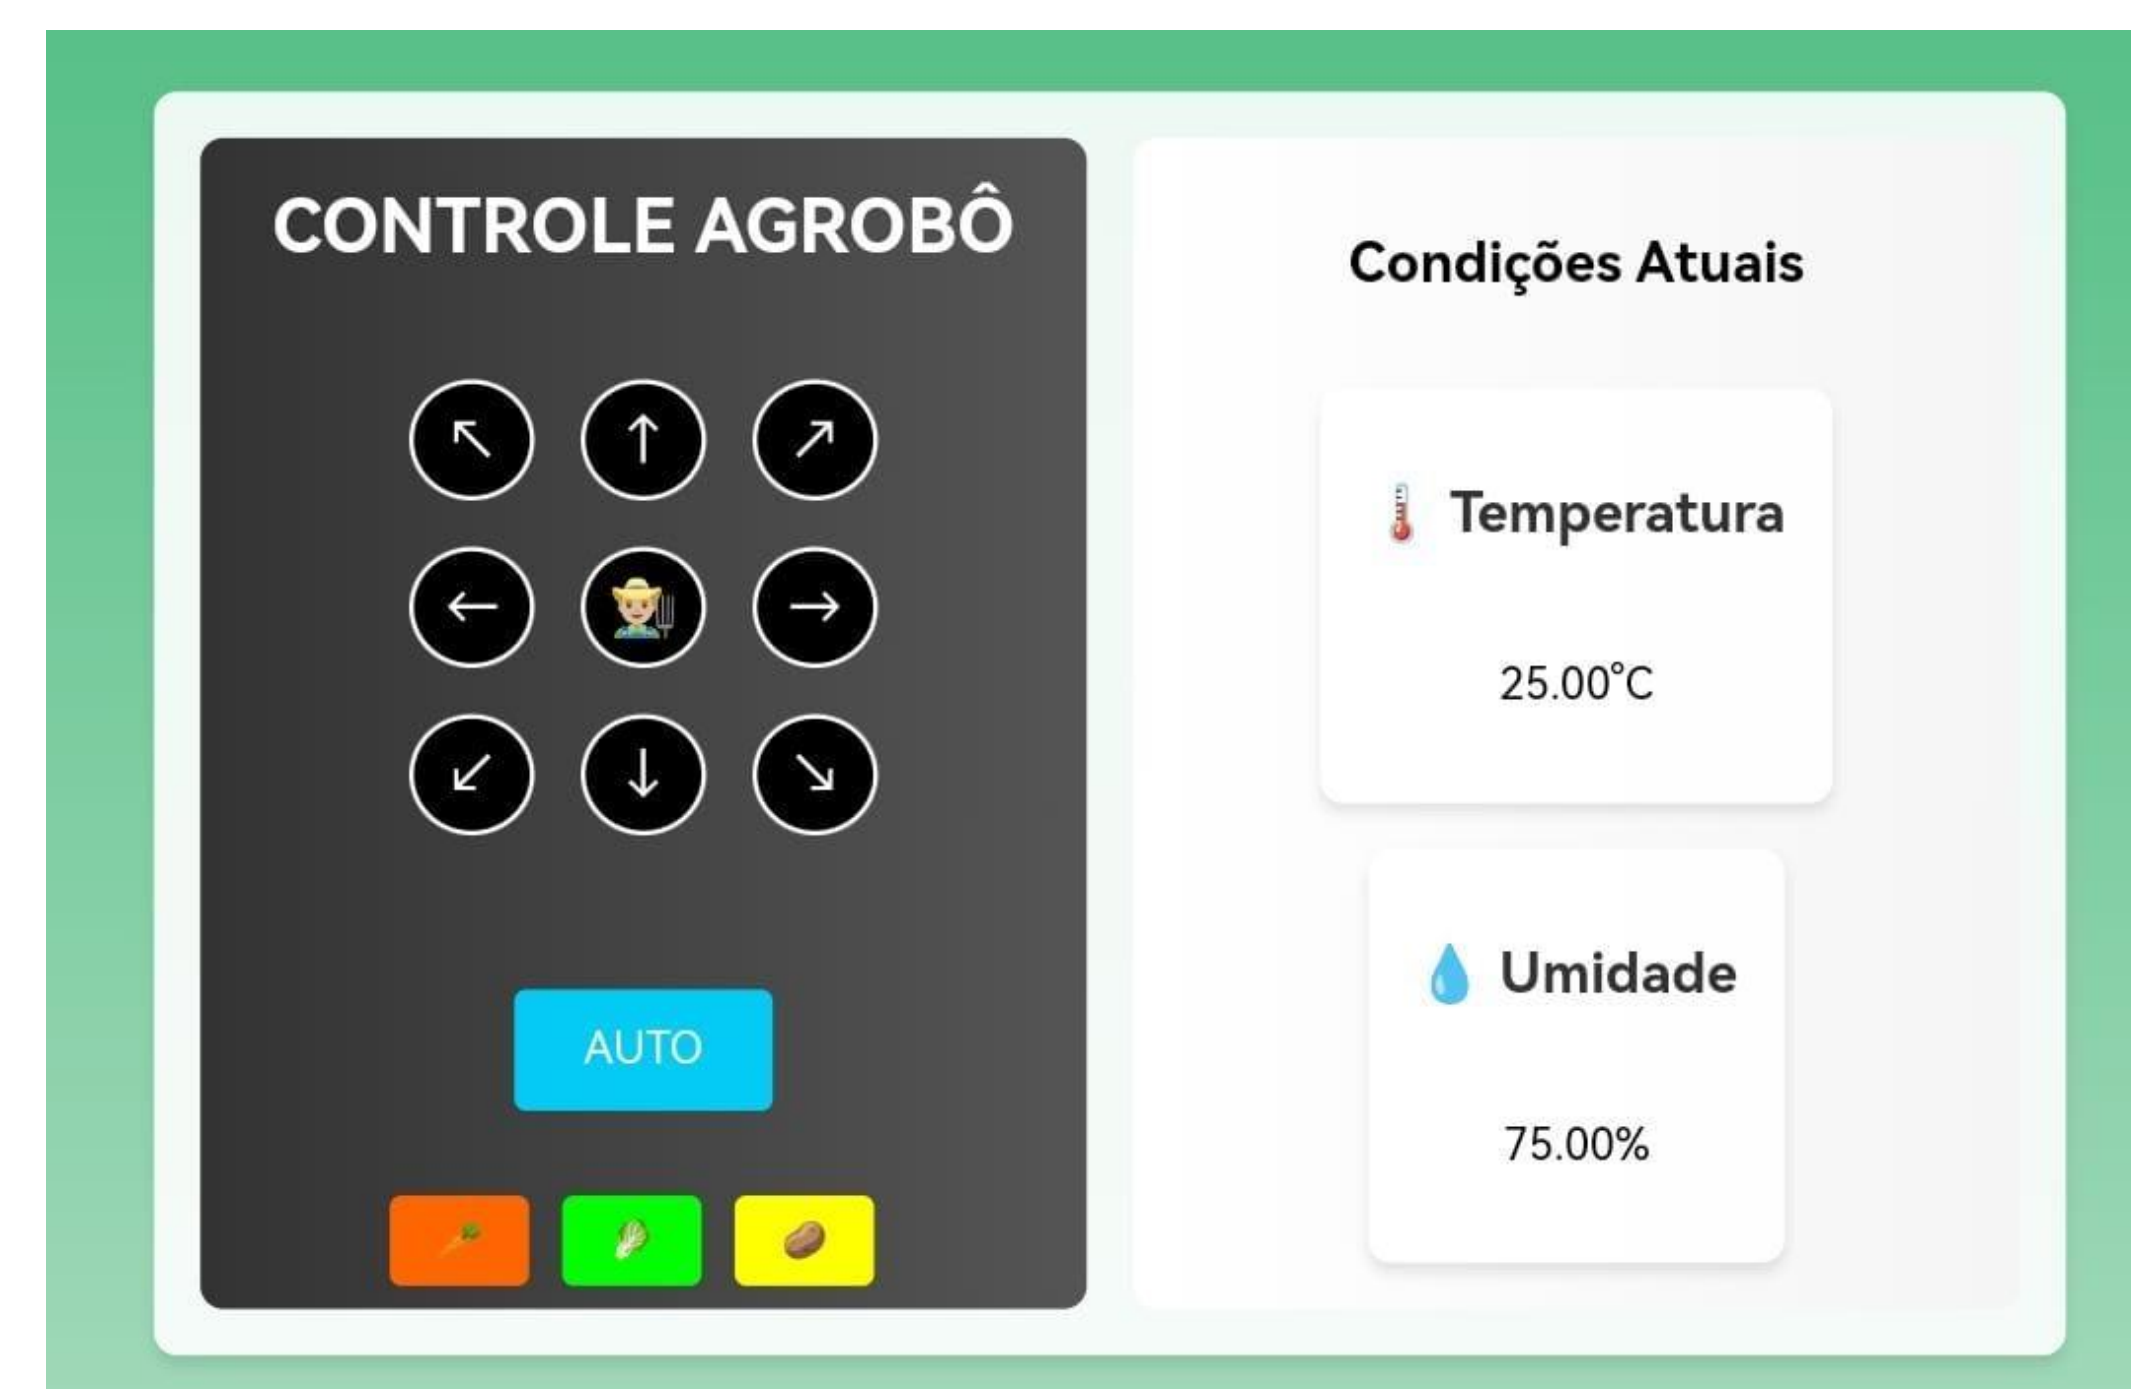 CONTROLE AGROBÔ
↖ ↑ ↗
← →
↙ ↓ ↘
AUTO
Condições Atuais
Temperatura
25.00°C
Umidade
75.00%